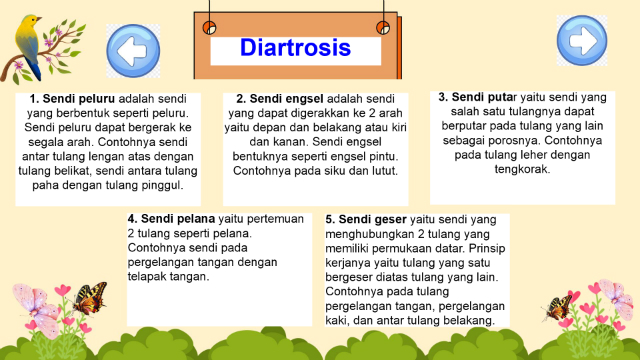 Diartrosis
1. Sendi peluru adalah sendi
yang berbentuk seperti peluru.
Sendi peluru dapat bergerak ke
segala arah. Contohnya sendi
antar tulang lengan atas dengan
tulang belikat, sendi antara tulang
paha dengan tulang pinggul.
2. Sendi engsel adalah sendi
yang dapat digerakkan ke 2 arah
yaitu depan dan belakang atau kiri
dan kanan. Sendi engsel
bentuknya seperti engsel pintu.
Contohnya pada siku dan lutut.
3. Sendi putar yaitu sendi yang
salah satu tulangnya dapat
berputar pada tulang yang lain
sebagai porosnya. Contohnya
pada tulang leher dengan
tengkorak.
4. Sendi pelana yaitu pertemuan
2 tulang seperti pelana.
Contohnya sendi pada
pergelangan tangan dengan
telapak tangan.
5. Sendi geser yaitu sendi yang
menghubungkan 2 tulang yang
memiliki permukaan datar. Prinsip
kerjanya yaitu tulang yang satu
bergeser diatas tulang yang lain.
Contohnya pada tulang
pergelangan tangan, pergelangan
kaki, dan antar tulang belakang.